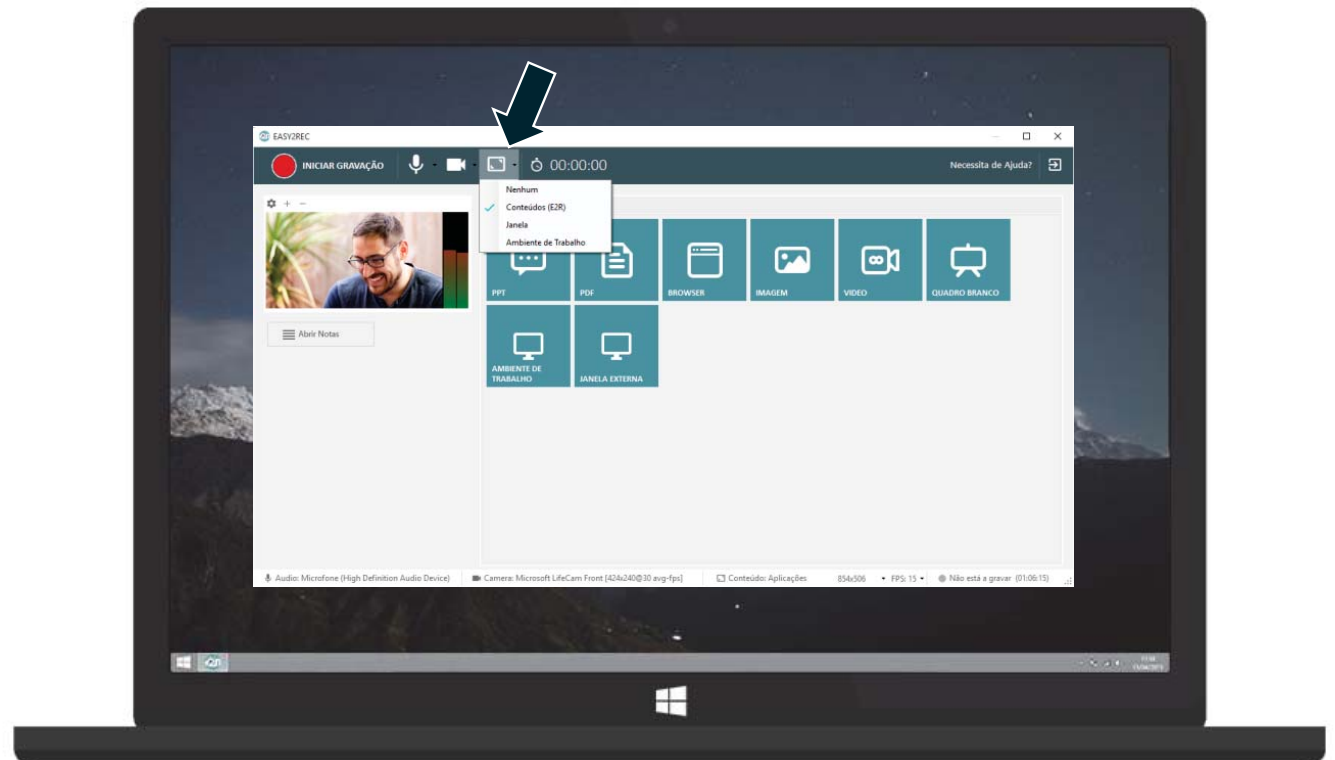 EASY2REC
INICIAR GRAVAÇÃO
00:00:00
Necessita de Ajuda?
Nenhum
Conteúdos (E2R)
Janela
Ambiente de Trabalho
PPT
PDF
BROWSER
IMAGEM
VIDEO
QUADRO BRANCO
Abrir Notas
AMBIENTE DE
TRABALHO
JANELA EXTERNA
Audio: Microfone (High Definition Audio Device)
Camera: Microsoft LifeCam Front [424x240@30 avg-fps]
Conteúdo: Aplicações
854x506
FPS: 15
Não está a gravar (01:06:15)